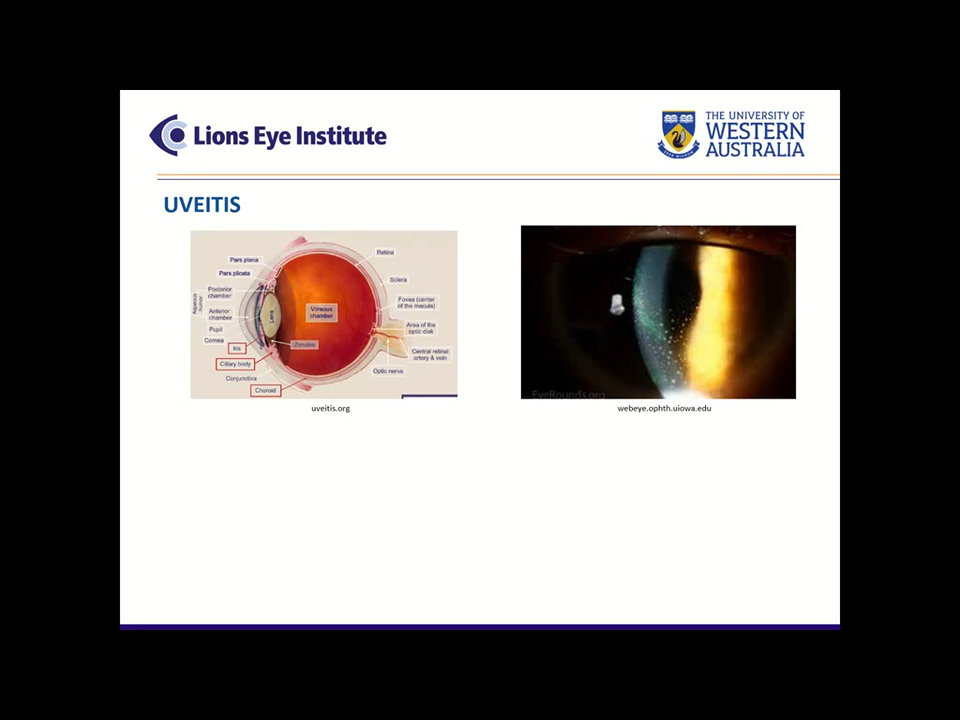 Lions Eye Institute
THE UNIVERSITY OF
WESTERN
AUSTRALIA
UVEITIS
Pars plana
Pars plicata
Posterior
chamber
Aqueous
humor
Anterior
chamber
Pupil
Cornea
Iris
Ciliary body
Conjunctiva
Choroid
Lens
Zonules
Vitreous
chamber
Retina
Sclera
Fovea (center
of the macula)
Area of the
optic disk
Central retinal
artery & vein
Optic nerve
uveitis.org
EyeRounds.org
webeye.ophth.uiowa.edu